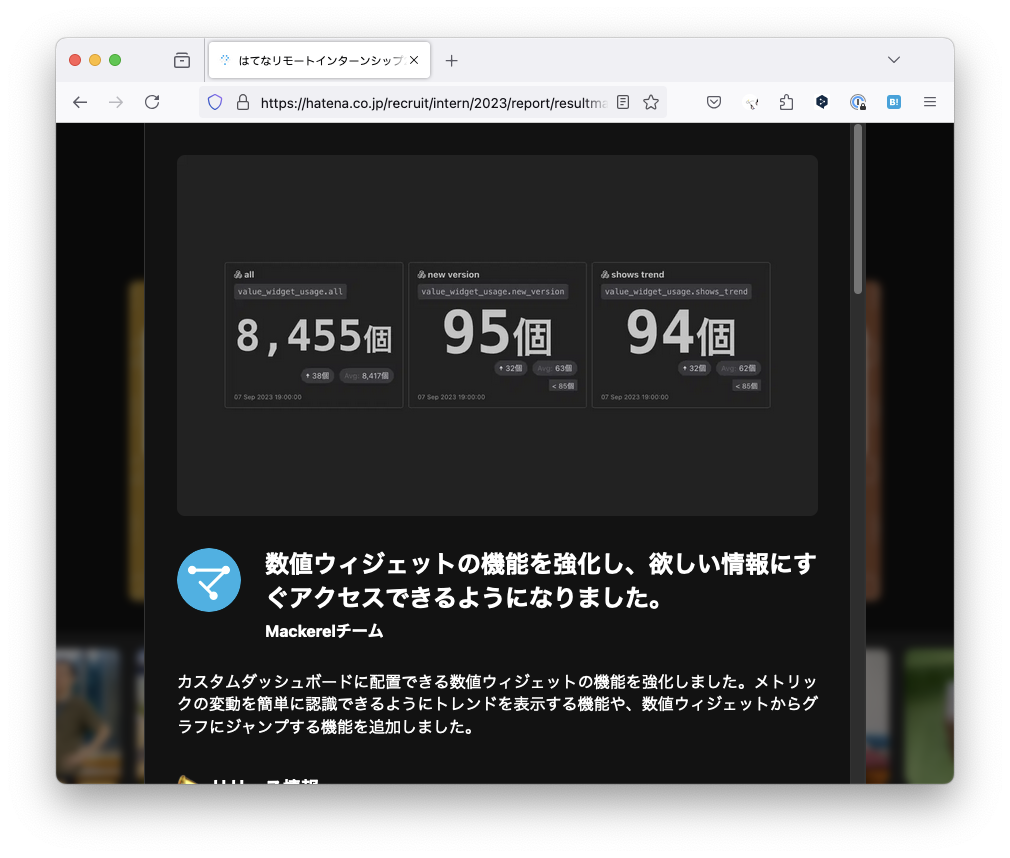 はてなリモートインターンシップ
https://hatena.co.jp/recruit/intern/2023/report/resultma
B!
all
value_widget_usage.all
8,455個
↑ 38個 Avg: 8,417個
07 Sep 2023 19:00:00
new version
value_widget_usage.new_version
95個
↑ 32個 Avg: 63個
< 85個
07 Sep 2023 19:00:00
shows trend
value_widget_usage.shows_trend
94個
↑ 32個 Avg: 62個
< 85個
07 Sep 2023 19:00:00
数値ウィジェットの機能を強化し、欲しい情報にす
ぐアクセスできるようになりました。
Mackerelチーム
カスタムダッシュボードに配置できる数値ウィジェットの機能を強化しました。メトリッ
クの変動を簡単に認識できるようにトレンドを表示する機能や、数値ウィジェットからグ
ラフにジャンプする機能を追加しました。